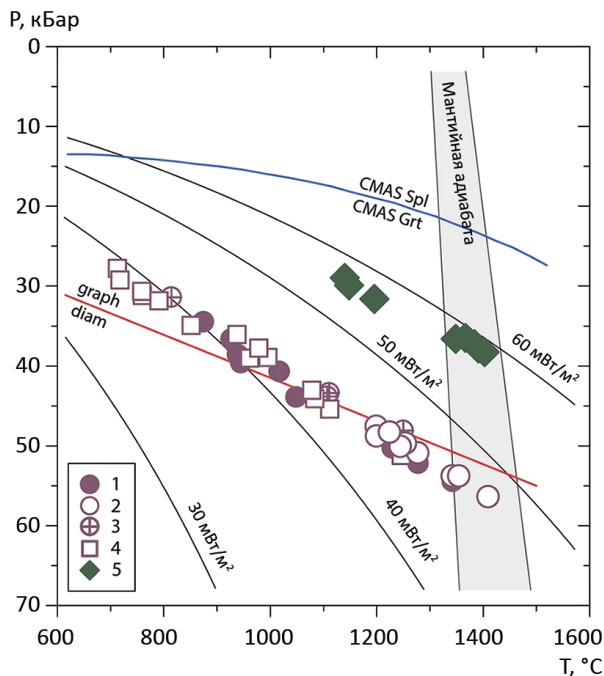 P, кБар
0
10
20
30
40
50
60
70
600
800
1000
1200
1400
1600
T, °C
Мантийная адиабата
CMAS Spl
CMAS Grt
graph
diam
60 мВт/м²
50 мВт/м²
40 мВт/м²
30 мВт/м²
1
2
3
4
5